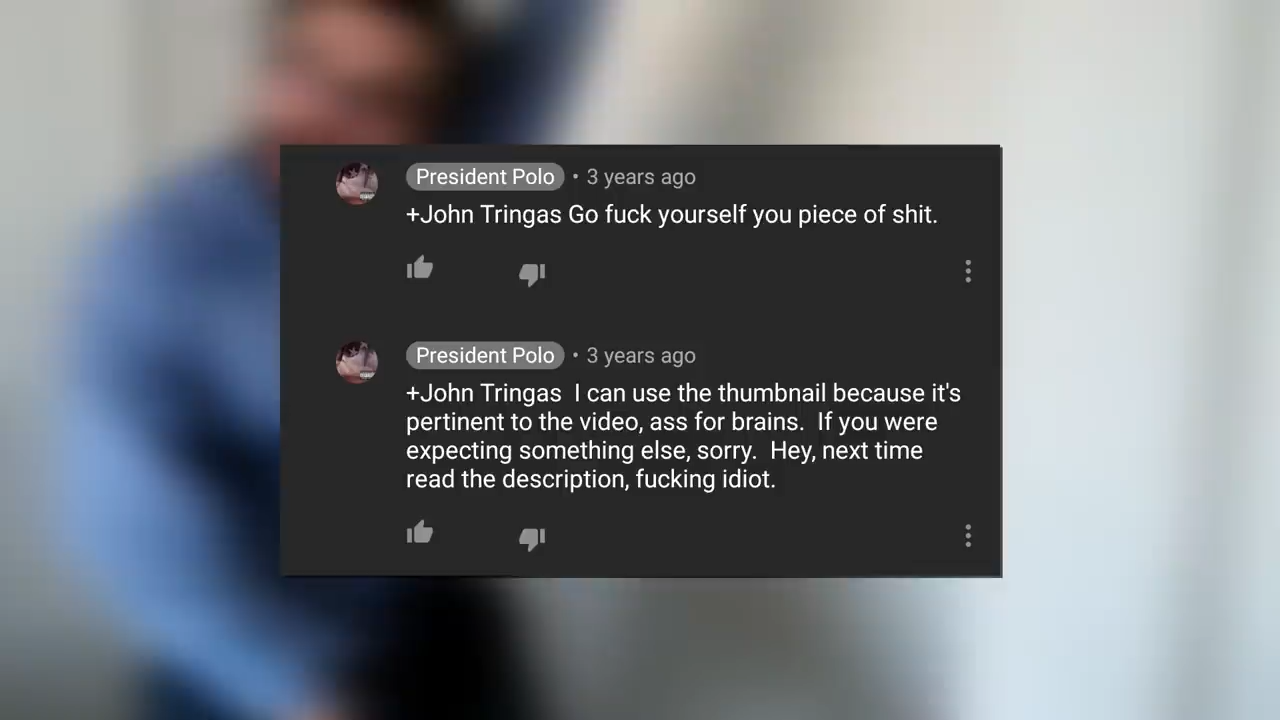 President Polo • 3 years ago
+John Tringas Go fuck yourself you piece of shit.
President Polo • 3 years ago
+John Tringas  I can use the thumbnail because it's
pertinent to the video, ass for brains.  If you were
expecting something else, sorry.  Hey, next time
read the description, fucking idiot.